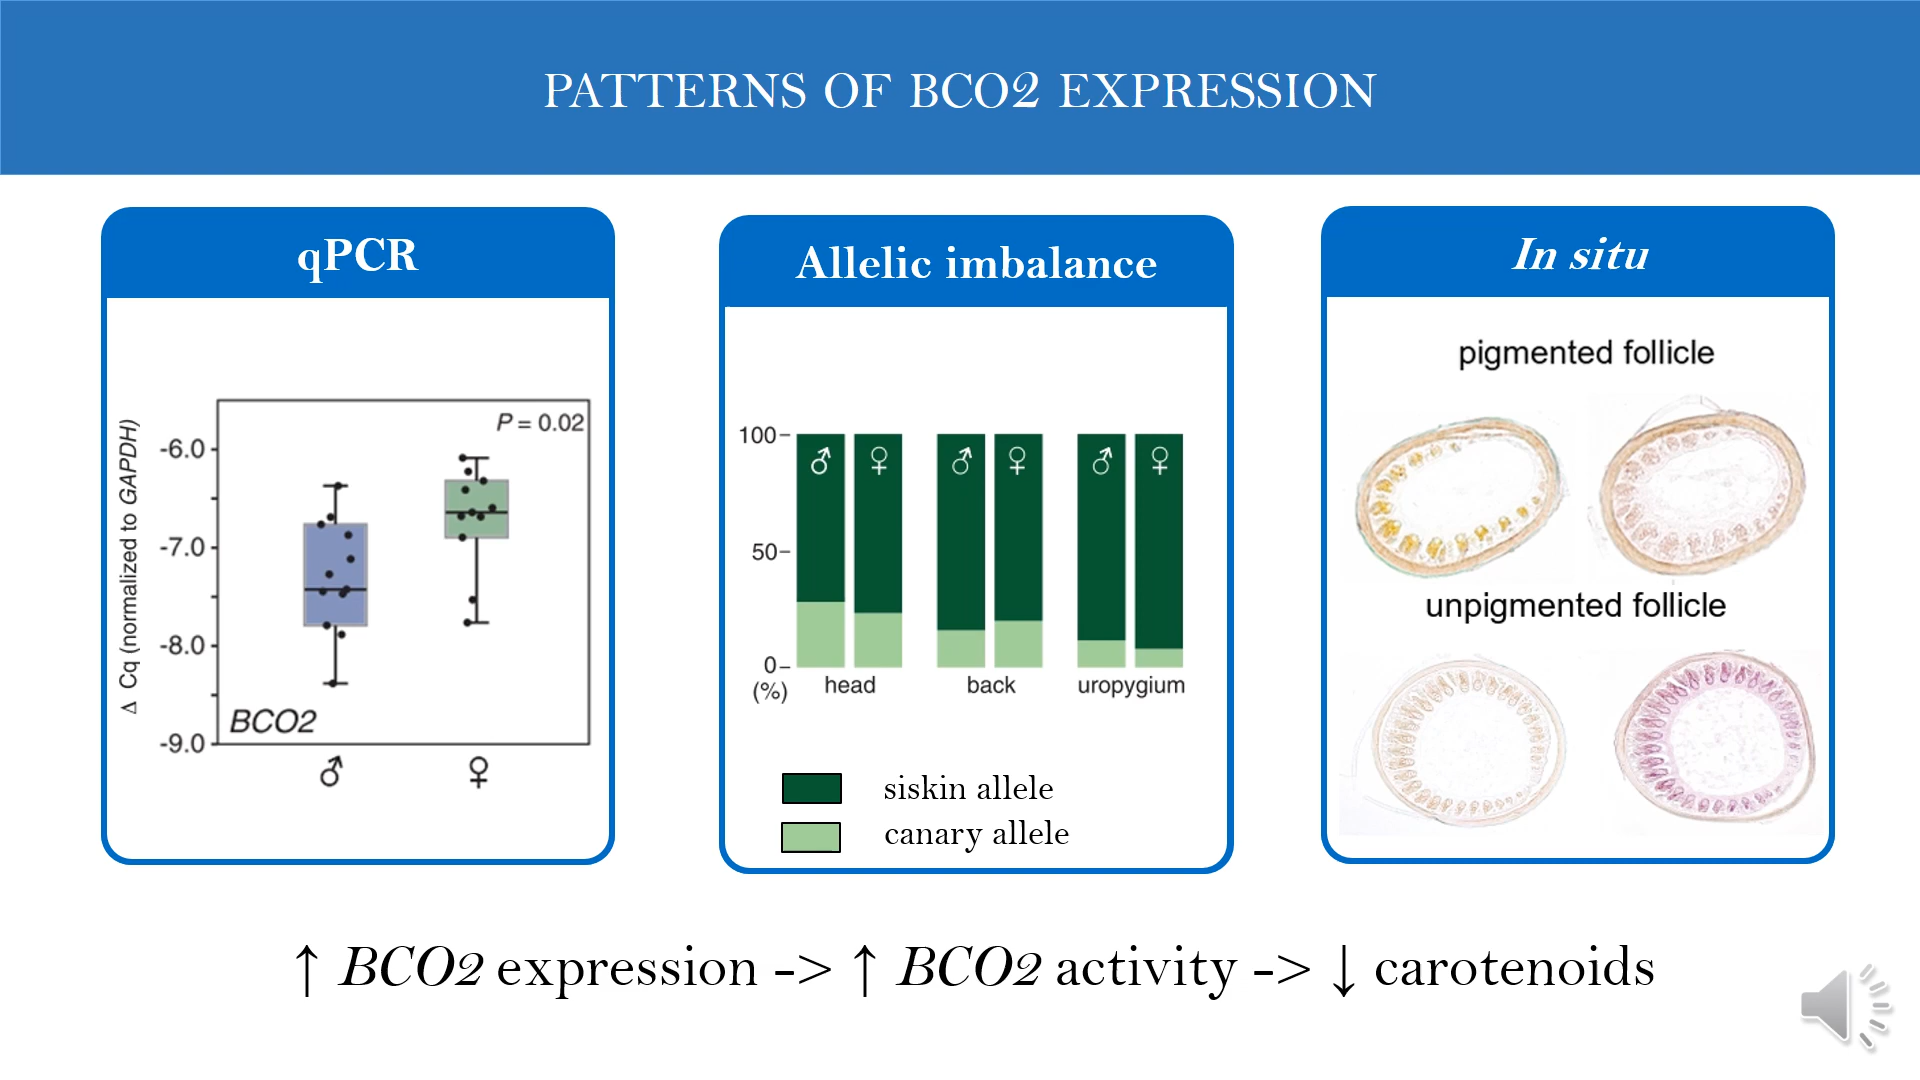 PATTERNS OF BCO2 EXPRESSION
qPCR
Δ Cq (normalized to GAPDH)
-6.0
-7.0
-8.0
-9.0
P = 0.02
BCO2
♂ ♀
Allelic imbalance
100
50
0
(%)
♂ ♀ ♂ ♀ ♂ ♀
head back uropygium
siskin allele
canary allele
In situ
pigmented follicle
unpigmented follicle
↑ BCO2 expression -> ↑ BCO2 activity -> ↓ carotenoids